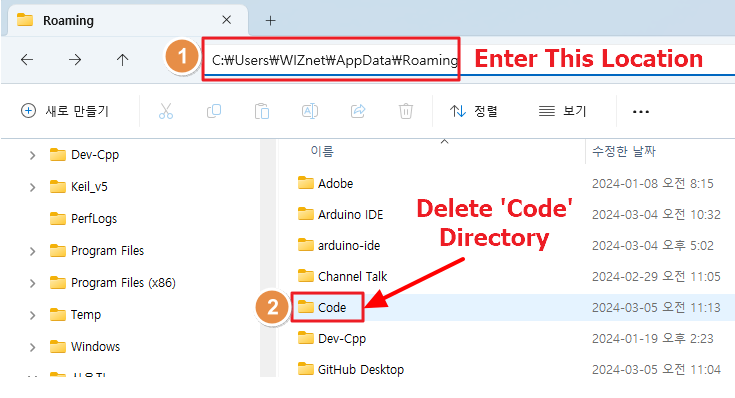 Roaming
1
C:₩Users₩WIZnet₩AppData₩Roaming
Enter This Location
새로 만들기
정렬
보기
이름
수정한 날짜
Dev-Cpp
Adobe
2024-01-08 오전 8:15
Keil_v5
Arduino IDE
2024-03-04 오전 10:32
Delete 'Code'
Directory
PerfLogs
arduino-ide
2024-03-04 오후 5:02
Program Files
Channel Talk
2024-02-29 오전 11:05
Program Files (x86)
2
Code
2024-03-05 오전 11:13
Temp
Dev-Cpp
2024-01-19 오후 2:23
Windows
GitHub Desktop
2024-03-05 오전 11:04